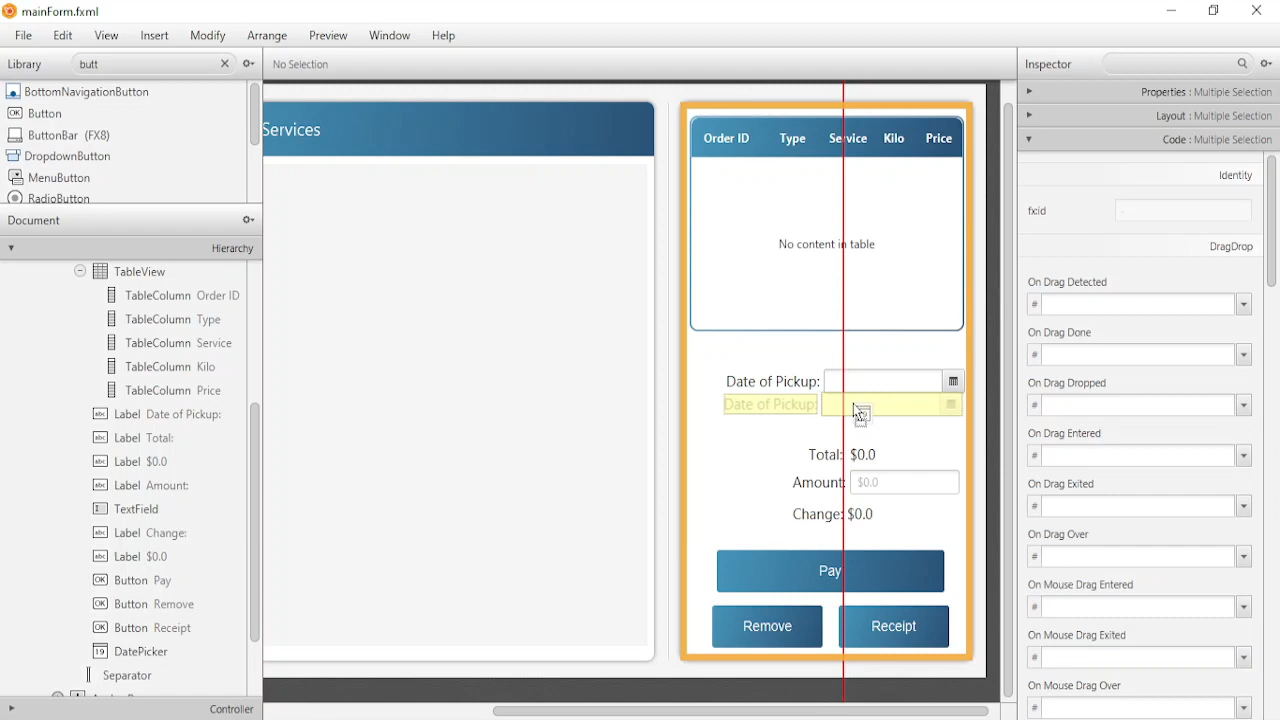 mainForm.fxml
File Edit View Insert Modify Arrange Preview Window Help
Library butt
BottomNavigationButton
Button
ButtonBar (FX8)
DropdownButton
MenuButton
RadioButton
Document
Hierarchy
TableView
TableColumn Order ID
TableColumn Type
TableColumn Service
TableColumn Kilo
TableColumn Price
Label Date of Pickup:
Label Total:
Label $0.0
Label Amount:
TextField
Label Change:
Label $0.0
Button Pay
Button Remove
Button Receipt
DatePicker
Separator
Controller
No Selection
Services
Order ID Type Service Kilo Price
No content in table
Date of Pickup:
Date of Pickup:
Total: $0.0
Amount: $0.0
Change: $0.0
Pay
Remove Receipt
Inspector
Properties : Multiple Selection
Layout : Multiple Selection
Code : Multiple Selection
Identity
fx:id -
DragDrop
On Drag Detected
#
On Drag Done
#
On Drag Dropped
#
On Drag Entered
#
On Drag Exited
#
On Drag Over
#
On Mouse Drag Entered
#
On Mouse Drag Exited
#
On Mouse Drag Over
#